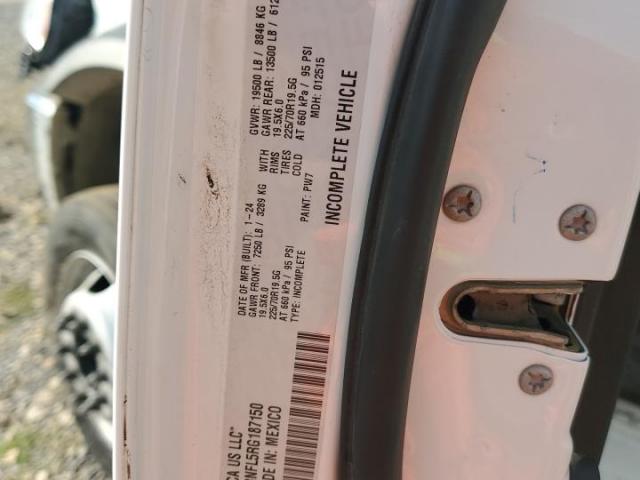 CA US LLC
NFL5RG187150
DE IN: MEXICO
DATE OF MFR (BUILT): 1-24
GVWR: 19500 LB / 8846 KG
GAWR FRONT: 7250 LB / 3289 KG
WITH
GAWR REAR: 13500 LB / 612
19.5X6.0
RIMS
19.5X6.0
225/70R19.5G
TIRES
225/70R19.5G
AT 660 kPa / 95 PSI
COLD
AT 660 kPa / 95 PSI
TYPE: INCOMPLETE
PAINT: PW7
MDH: 012515
INCOMPLETE VEHICLE